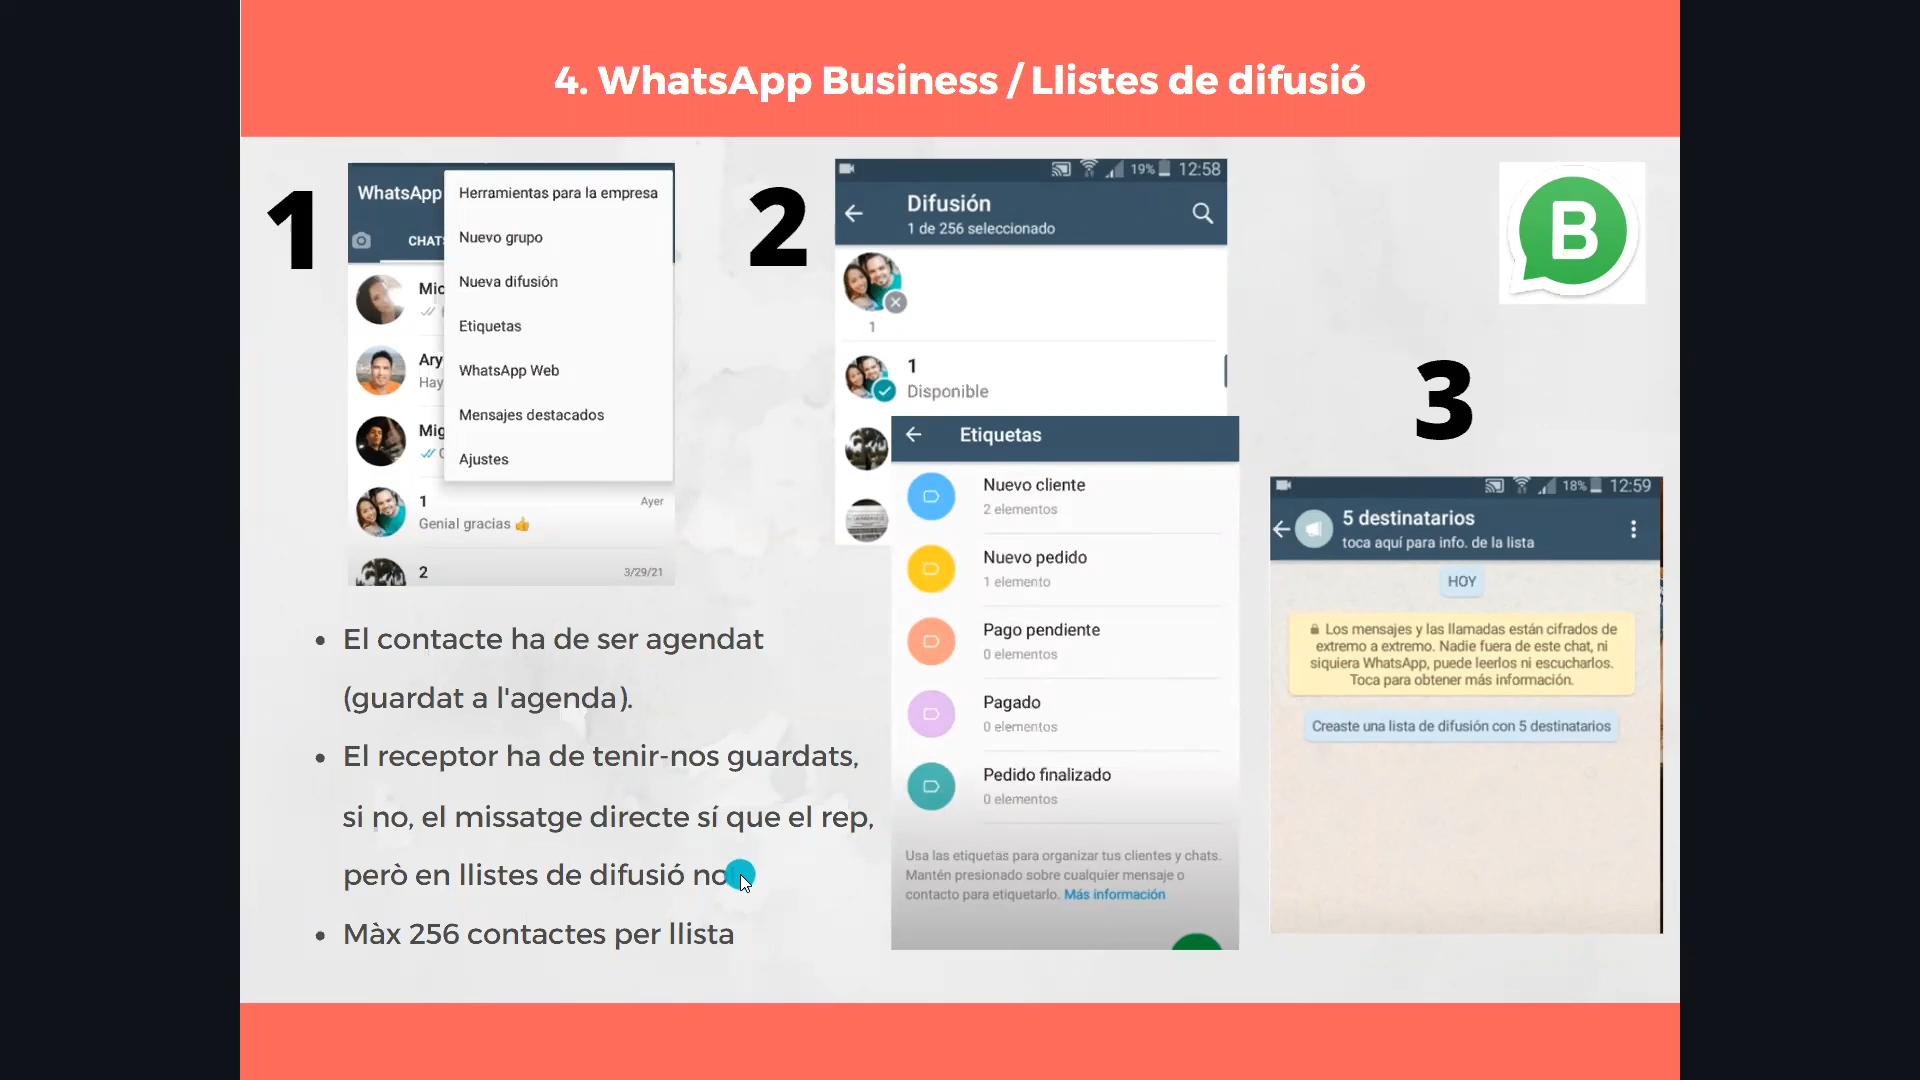 4. WhatsApp Business / Llistes de difusió
1
WhatsApp
CHATS
Herramientas para la empresa
Nuevo grupo
Nueva difusión
Etiquetas
WhatsApp Web
Mensajes destacados
Ajustes
Mic
Ary
Hay
Mig
1
Ayer
Genial gracias 👍
2
3/29/21
2
19% 12:58
Difusión
1 de 256 seleccionado
1
1
Disponible
Etiquetas
Nuevo cliente
2 elementos
Nuevo pedido
1 elemento
Pago pendiente
0 elementos
Pagado
0 elementos
Pedido finalizado
0 elementos
Usa las etiquetas para organizar tus clientes y chats.
Mantén presionado sobre cualquier mensaje o
contacto para etiquetarlo. Más información
B
3
18% 12:59
5 destinatarios
toca aquí para info. de la lista
HOY
Los mensajes y las llamadas están cifrados de
extremo a extremo. Nadie fuera de este chat, ni
siquiera WhatsApp, puede leerlos ni escucharlos.
Toca para obtener más información.
Creaste una lista de difusión con 5 destinatarios
• El contacte ha de ser agendat
(guardat a l'agenda).
• El receptor ha de tenir-nos guardats,
si no, el missatge directe sí que el rep,
però en llistes de difusió no
• Màx 256 contactes per llista